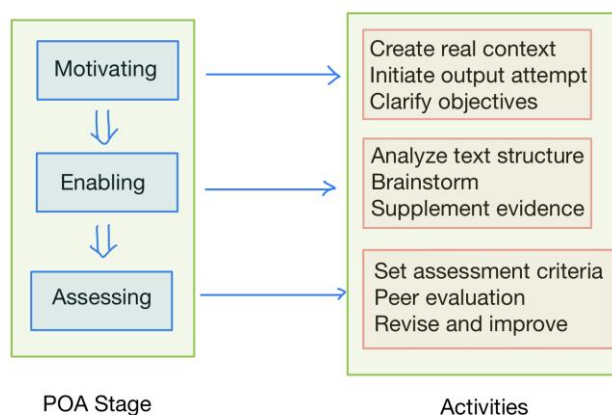 Motivating
Create real context
Initiate output attempt
Clarify objectives
Enabling
Analyze text structure
Brainstorm
Supplement evidence
Assessing
Set assessment criteria
Peer evaluation
Revise and improve
POA Stage
Activities